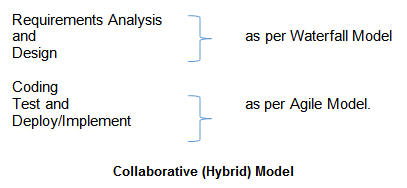 Requirements Analysis
and
Design
as per Waterfall Model
Coding
Test and
Deploy/Implement
as per Agile Model.
Collaborative (Hybrid) Model